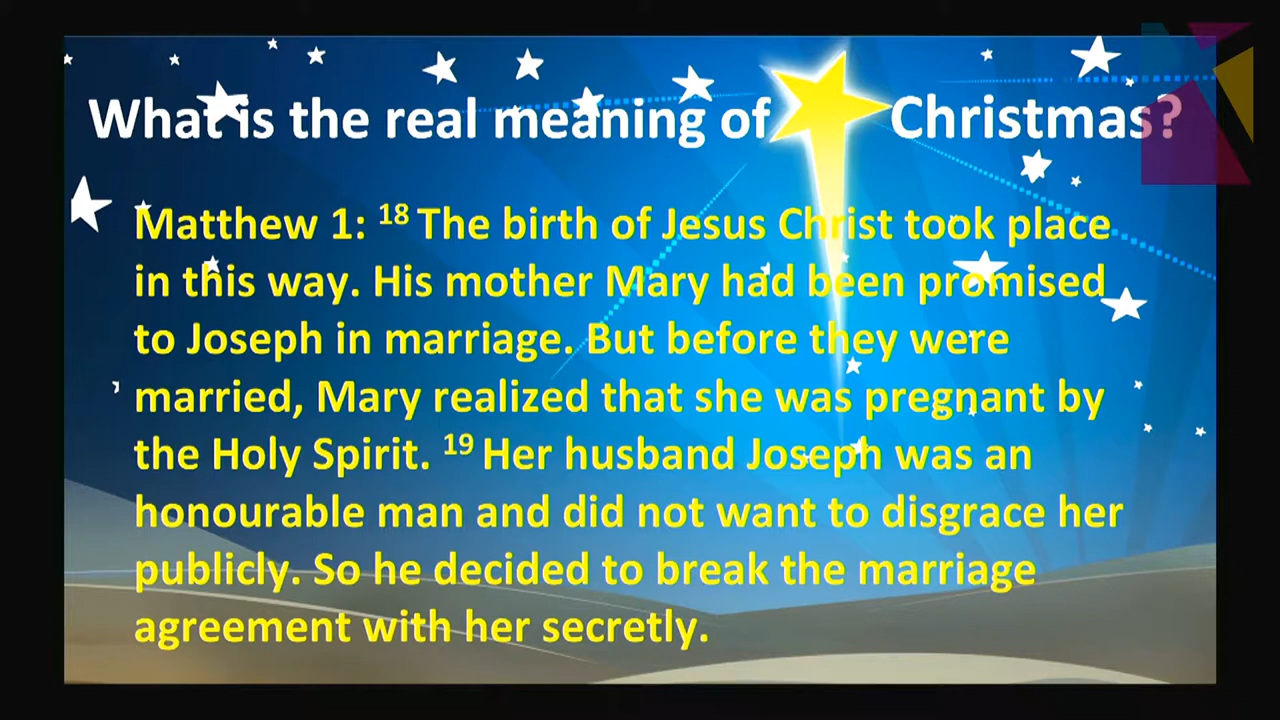 What is the real meaning of Christmas?
Matthew 1: ¹⁸ The birth of Jesus Christ took place
in this way. His mother Mary had been promised
to Joseph in marriage. But before they were
married, Mary realized that she was pregnant by
the Holy Spirit. ¹⁹ Her husband Joseph was an
honourable man and did not want to disgrace her
publicly. So he decided to break the marriage
agreement with her secretly.